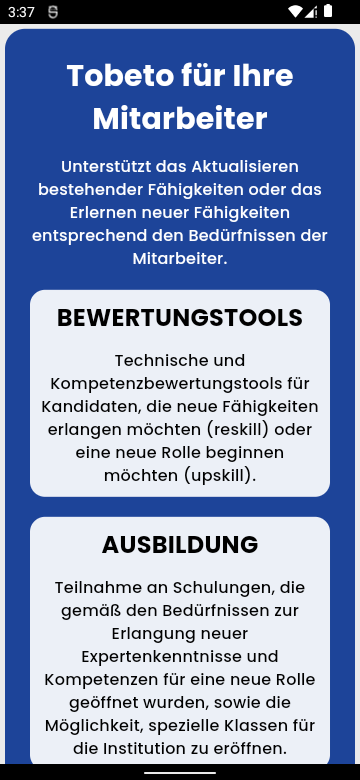 3:37
Tobeto für Ihre
Mitarbeiter
Unterstützt das Aktualisieren
bestehender Fähigkeiten oder das
Erlernen neuer Fähigkeiten
entsprechend den Bedürfnissen der
Mitarbeiter.
BEWERTUNGSTOOLS
Technische und
Kompetenzbewertungstools für
Kandidaten, die neue Fähigkeiten
erlangen möchten (reskill) oder
eine neue Rolle beginnen
möchten (upskill).
AUSBILDUNG
Teilnahme an Schulungen, die
gemäß den Bedürfnissen zur
Erlangung neuer
Expertenkenntnisse und
Kompetenzen für eine neue Rolle
geöffnet wurden, sowie die
Möglichkeit, spezielle Klassen für
die Institution zu eröffnen.